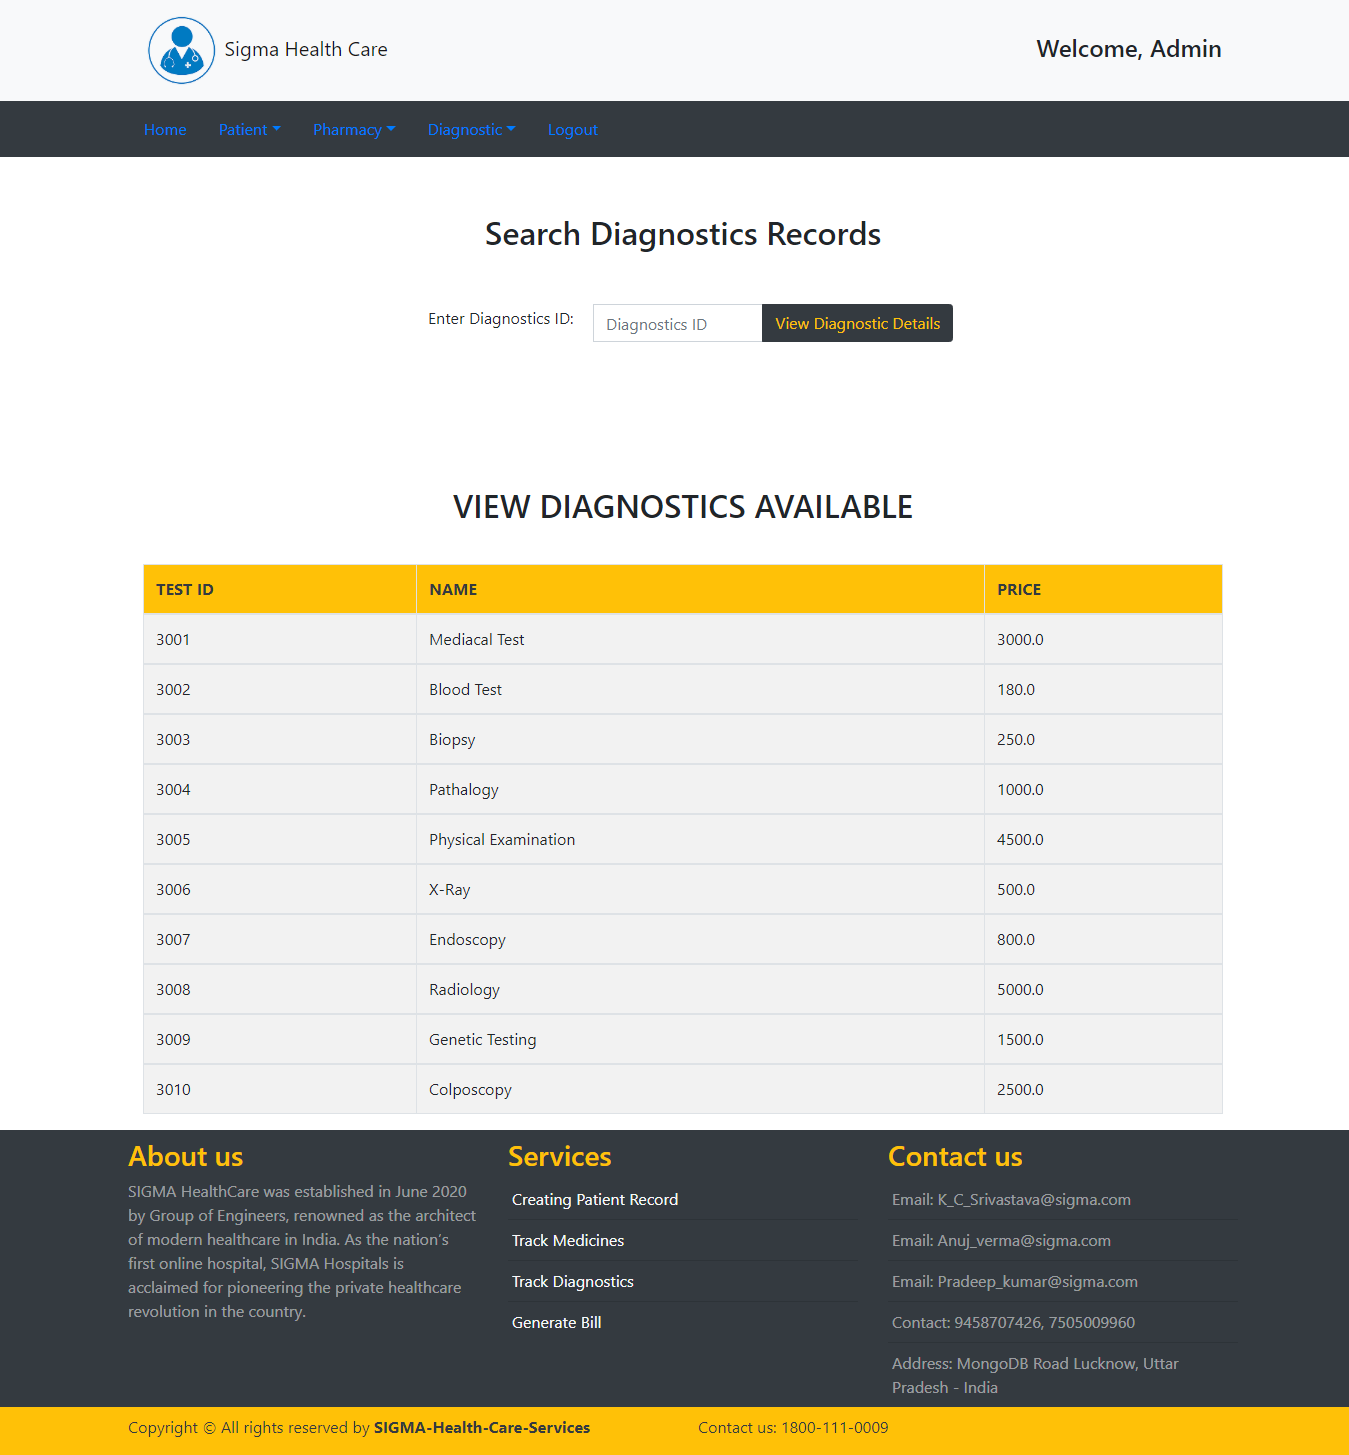 Sigma Health Care
Welcome, Admin
Home Patient Pharmacy Diagnostic Logout
Search Diagnostics Records
Enter Diagnostics ID: Diagnostics ID View Diagnostic Details
VIEW DIAGNOSTICS AVAILABLE
TEST ID NAME PRICE
3001 Mediacal Test 3000.0
3002 Blood Test 180.0
3003 Biopsy 250.0
3004 Pathalogy 1000.0
3005 Physical Examination 4500.0
3006 X-Ray 500.0
3007 Endoscopy 800.0
3008 Radiology 5000.0
3009 Genetic Testing 1500.0
3010 Colposcopy 2500.0
About us
SIGMA HealthCare was established in June 2020
by Group of Engineers, renowned as the architect
of modern healthcare in India. As the nation's
first online hospital, SIGMA Hospitals is
acclaimed for pioneering the private healthcare
revolution in the country.
Services
Creating Patient Record
Track Medicines
Track Diagnostics
Generate Bill
Contact us
Email: K_C_Srivastava@sigma.com
Email: Anuj_verma@sigma.com
Email: Pradeep_kumar@sigma.com
Contact: 9458707426, 7505009960
Address: MongoDB Road Lucknow, Uttar
Pradesh - India
Copyright © All rights reserved by SIGMA-Health-Care-Services
Contact us: 1800-111-0009